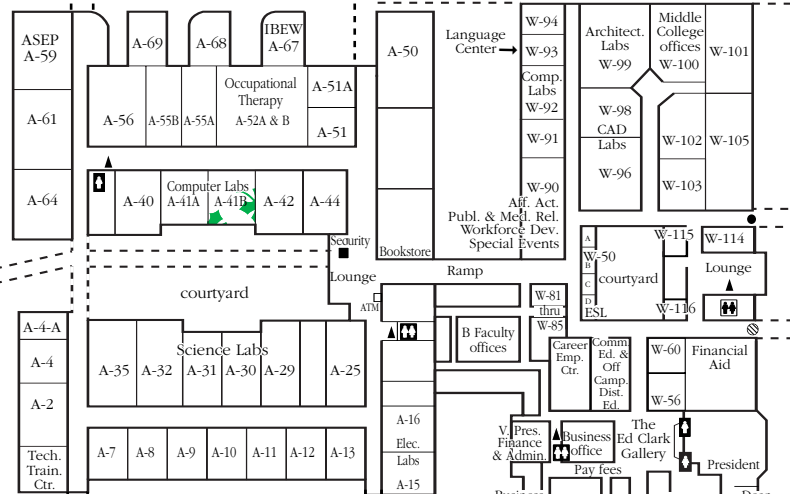 ASEP
A-59
A-61
A-64
A-69
A-68
IBEW
A-67
A-56
A-55B
A-55A
Occupational
Therapy
A-52A & B
A-51A
A-51
A-40
Computer Labs
A-41A
A-41B
A-42
A-44
A-50
Bookstore
Security
Lounge
ATM
Ramp
courtyard
Language
Center
W-94
W-93
Comp.
Labs
W-92
W-91
W-90
Aff. Act.
Publ. & Med. Rel.
Workforce Dev.
Special Events
Architect.
Labs
W-99
W-98
CAD
Labs
W-96
Middle
College
offices
W-100
W-101
W-102
W-105
W-103
A
W-50
B
C
D
ESL
courtyard
W-115
W-116
W-114
Lounge
A-4-A
A-4
A-2
Tech.
Train.
Ctr.
Science Labs
A-35
A-32
A-31
A-30
A-29
A-25
A-7
A-8
A-9
A-10
A-11
A-12
A-13
A-16
Elec.
Labs
A-15
B Faculty
offices
W-81
thru
W-85
Career
Emp.
Ctr.
Comm.
Ed. &
Off
Camp.
Dist.
Ed.
W-60
W-56
Financial
Aid
V. Pres.
Finance
& Admin.
Business
office
Pay fees
The
Ed Clark
Gallery
President